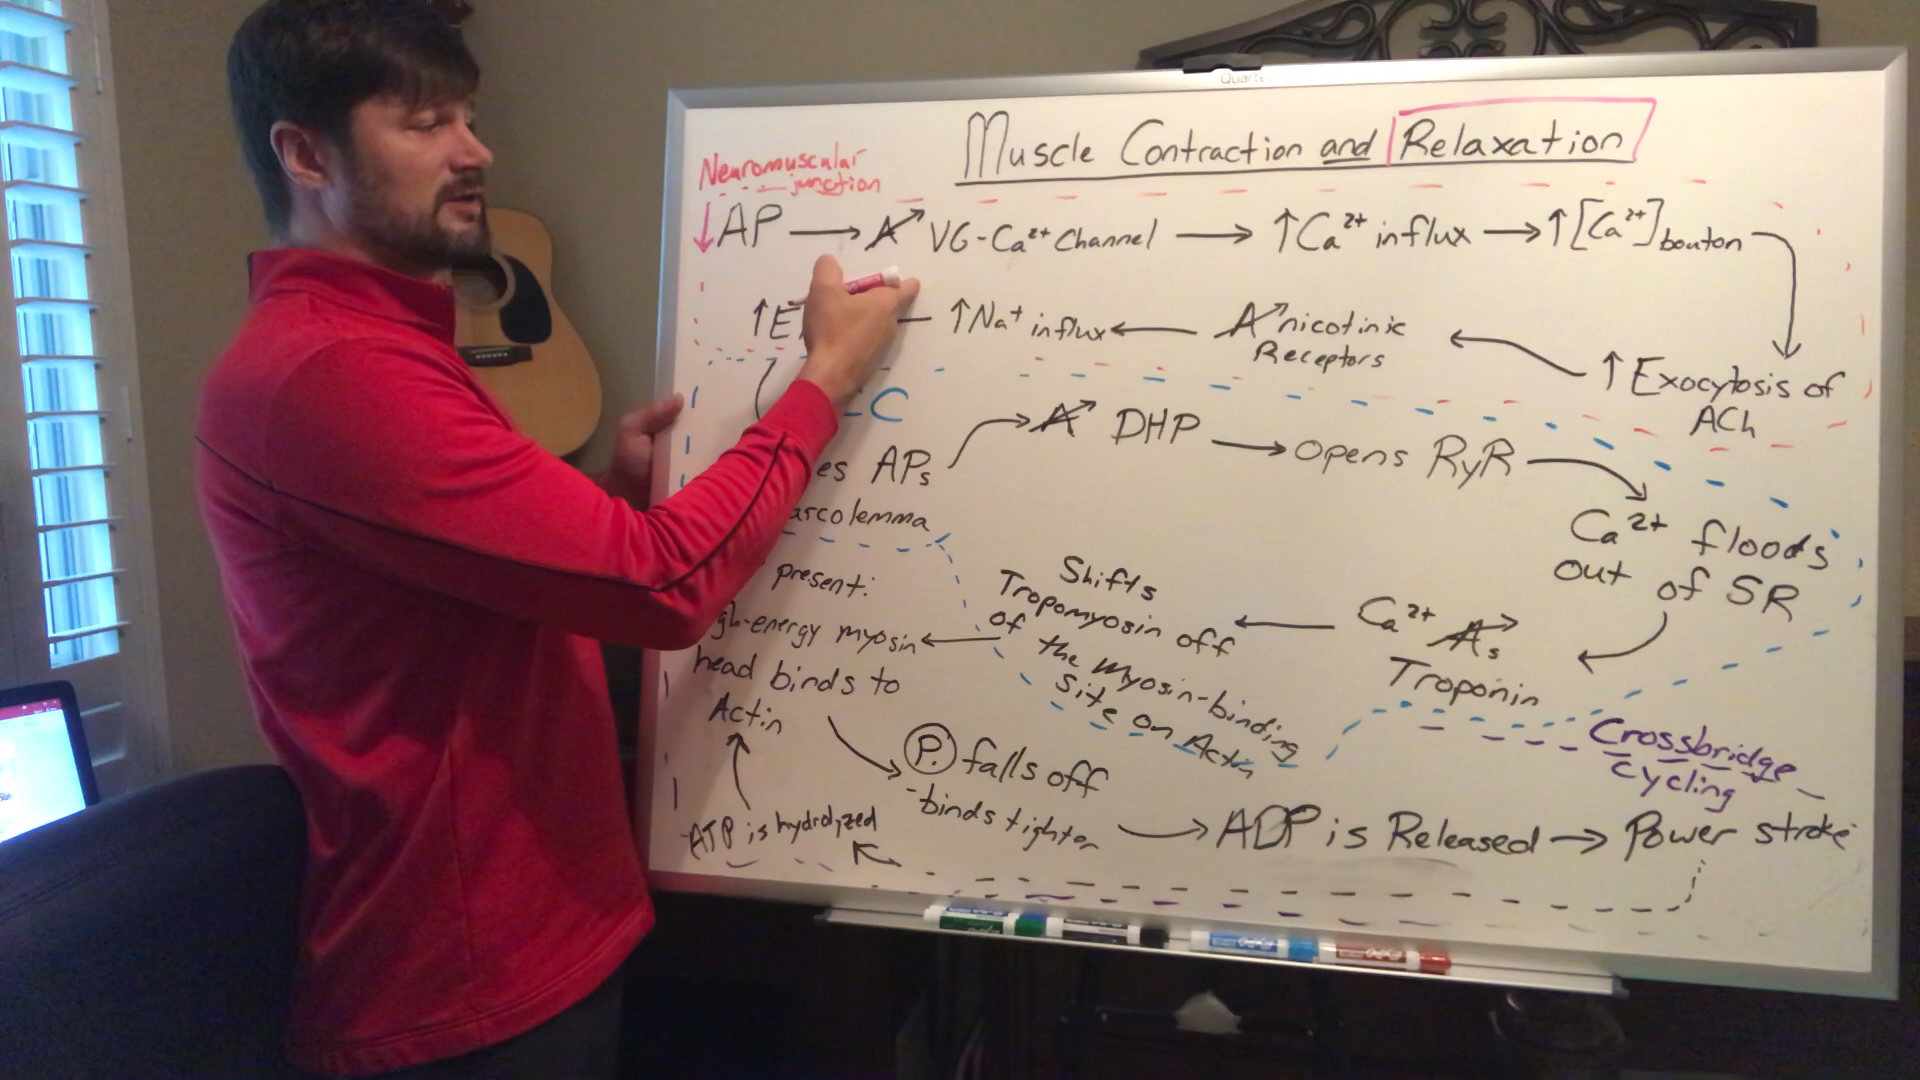 Muscle Contraction and Relaxation
Neuromuscular
junction
↓ AP → A VG-Ca²⁺ Channel → ↑Ca²⁺ influx → ↑[Ca²⁺]bouton
↑ Exocytosis of
ACh
A nicotinic
Receptors
↑Na⁺ influx
↑E
C
es APs
arcolemma
A DHP → opens RyR
Ca²⁺ floods
out of SR
Ca²⁺ As
Troponin
Shifts
Tropomyosin off
of the Myosin-binding
site on Actin
present:
gh-energy myosin
head binds to
Actin
Crossbridge
cycling
P. falls off
-binds tighter
→ ADP is Released → Power stroke
-ATP is hydrolyzed